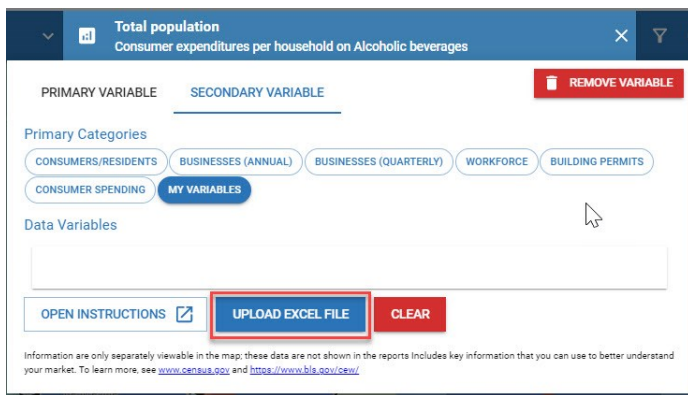 Total population
Consumer expenditures per household on Alcoholic beverages
PRIMARY VARIABLE SECONDARY VARIABLE REMOVE VARIABLE
Primary Categories
CONSUMERS/RESIDENTS BUSINESSES (ANNUAL) BUSINESSES (QUARTERLY) WORKFORCE BUILDING PERMITS
CONSUMER SPENDING MY VARIABLES
Data Variables
OPEN INSTRUCTIONS UPLOAD EXCEL FILE CLEAR
Information are only separately viewable in the map; these data are not shown in the reports Includes key information that you can use to better understand
your market. To learn more, see www.census.gov and https://www.bls.gov/cew/